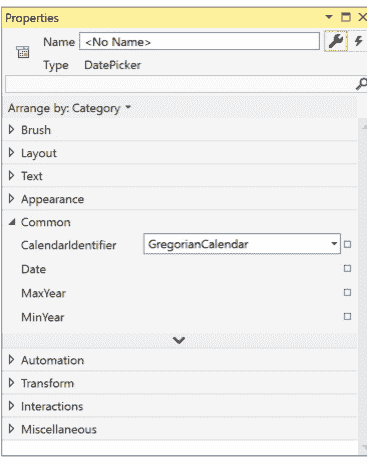 Properties
Name <No Name>
Type DatePicker
Arrange by: Category
Brush
Layout
Text
Appearance
Common
CalendarIdentifier GregorianCalendar
Date
MaxYear
MinYear
Automation
Transform
Interactions
Miscellaneous